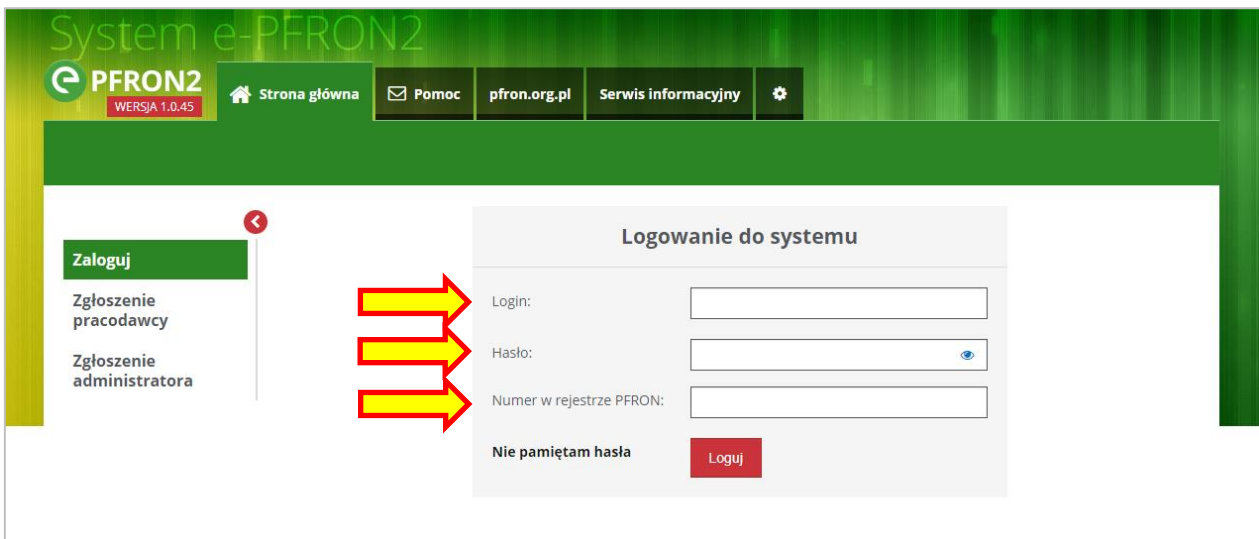 System e-PFRON2
e PFRON2
WERSJA 1.0.45
Strona główna
Pomoc
pfron.org.pl
Serwis informacyjny
Logowanie do systemu
Zaloguj
Zgłoszenie
pracodawcy
Zgłoszenie
administratora
Login:
Hasło:
Numer w rejestrze PFRON:
Nie pamiętam hasła
Loguj